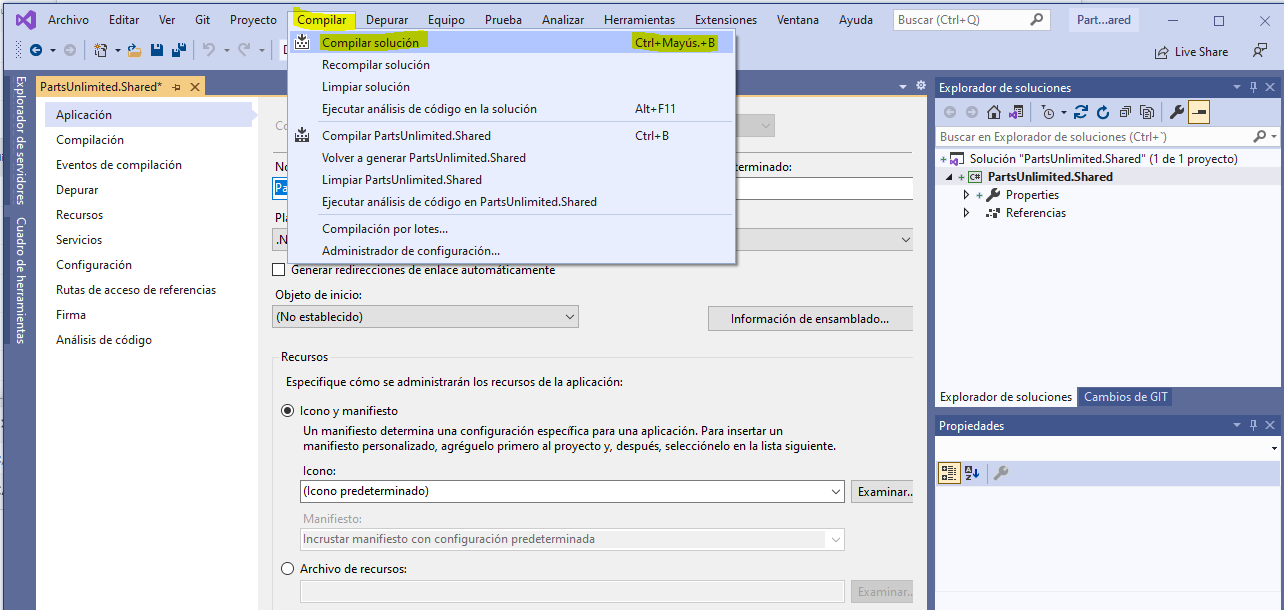 Archivo Editar Ver Git Proyecto Compilar Depurar Equipo Prueba Analizar Herramientas Extensiones Ventana Ayuda Buscar (Ctrl+Q) Part...ared
Live Share
Compilar solución Ctrl+Mayús.+B
Recompilar solución
Limpiar solución
Ejecutar análisis de código en la solución Alt+F11
Compilar PartsUnlimited.Shared Ctrl+B
Volver a generar PartsUnlimited.Shared
Limpiar PartsUnlimited.Shared
Ejecutar análisis de código en PartsUnlimited.Shared
Compilación por lotes...
Administrador de configuración...
Explorador de servidores
Cuadro de herramientas
PartsUnlimited.Shared*
Aplicación
Compilación
Eventos de compilación
Depurar
Recursos
Servicios
Configuración
Rutas de acceso de referencias
Firma
Análisis de código
Generar redirecciones de enlace automáticamente
Objeto de inicio:
(No establecido)
Información de ensamblado...
Recursos
Especifique cómo se administrarán los recursos de la aplicación:
Icono y manifiesto
Un manifiesto determina una configuración específica para una aplicación. Para insertar un
manifiesto personalizado, agréguelo primero al proyecto y, después, selecciónelo en la lista siguiente.
Icono:
(Icono predeterminado)
Examinar..
Manifiesto:
Incrustar manifiesto con configuración predeterminada
Archivo de recursos:
Examinar..
Explorador de soluciones
Buscar en Explorador de soluciones (Ctrl+`)
Solución "PartsUnlimited.Shared" (1 de 1 proyecto)
C# PartsUnlimited.Shared
Properties
Referencias
Explorador de soluciones Cambios de GIT
Propiedades